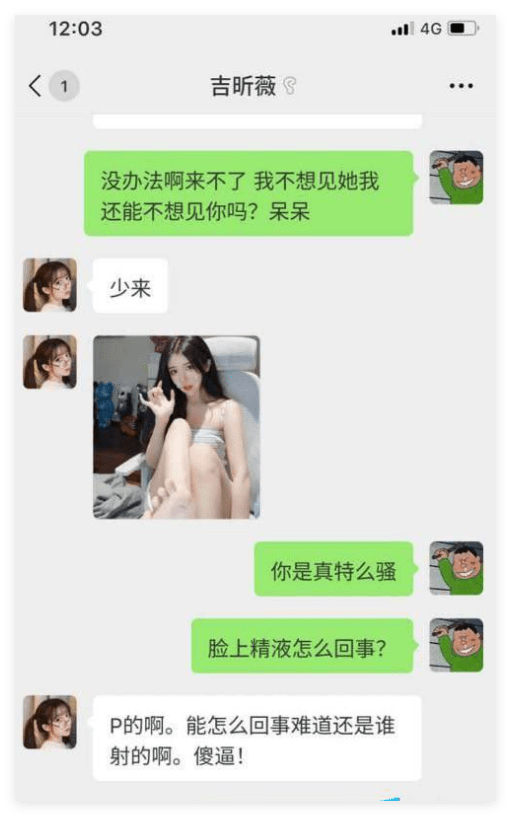 12:03
4G
1
吉昕薇
没办法啊来不了 我不想见她我
还能不想见你吗？呆呆
少来
你是真特么骚
脸上精液怎么回事？
P的啊。能怎么回事难道还是谁
射的啊。傻逼！